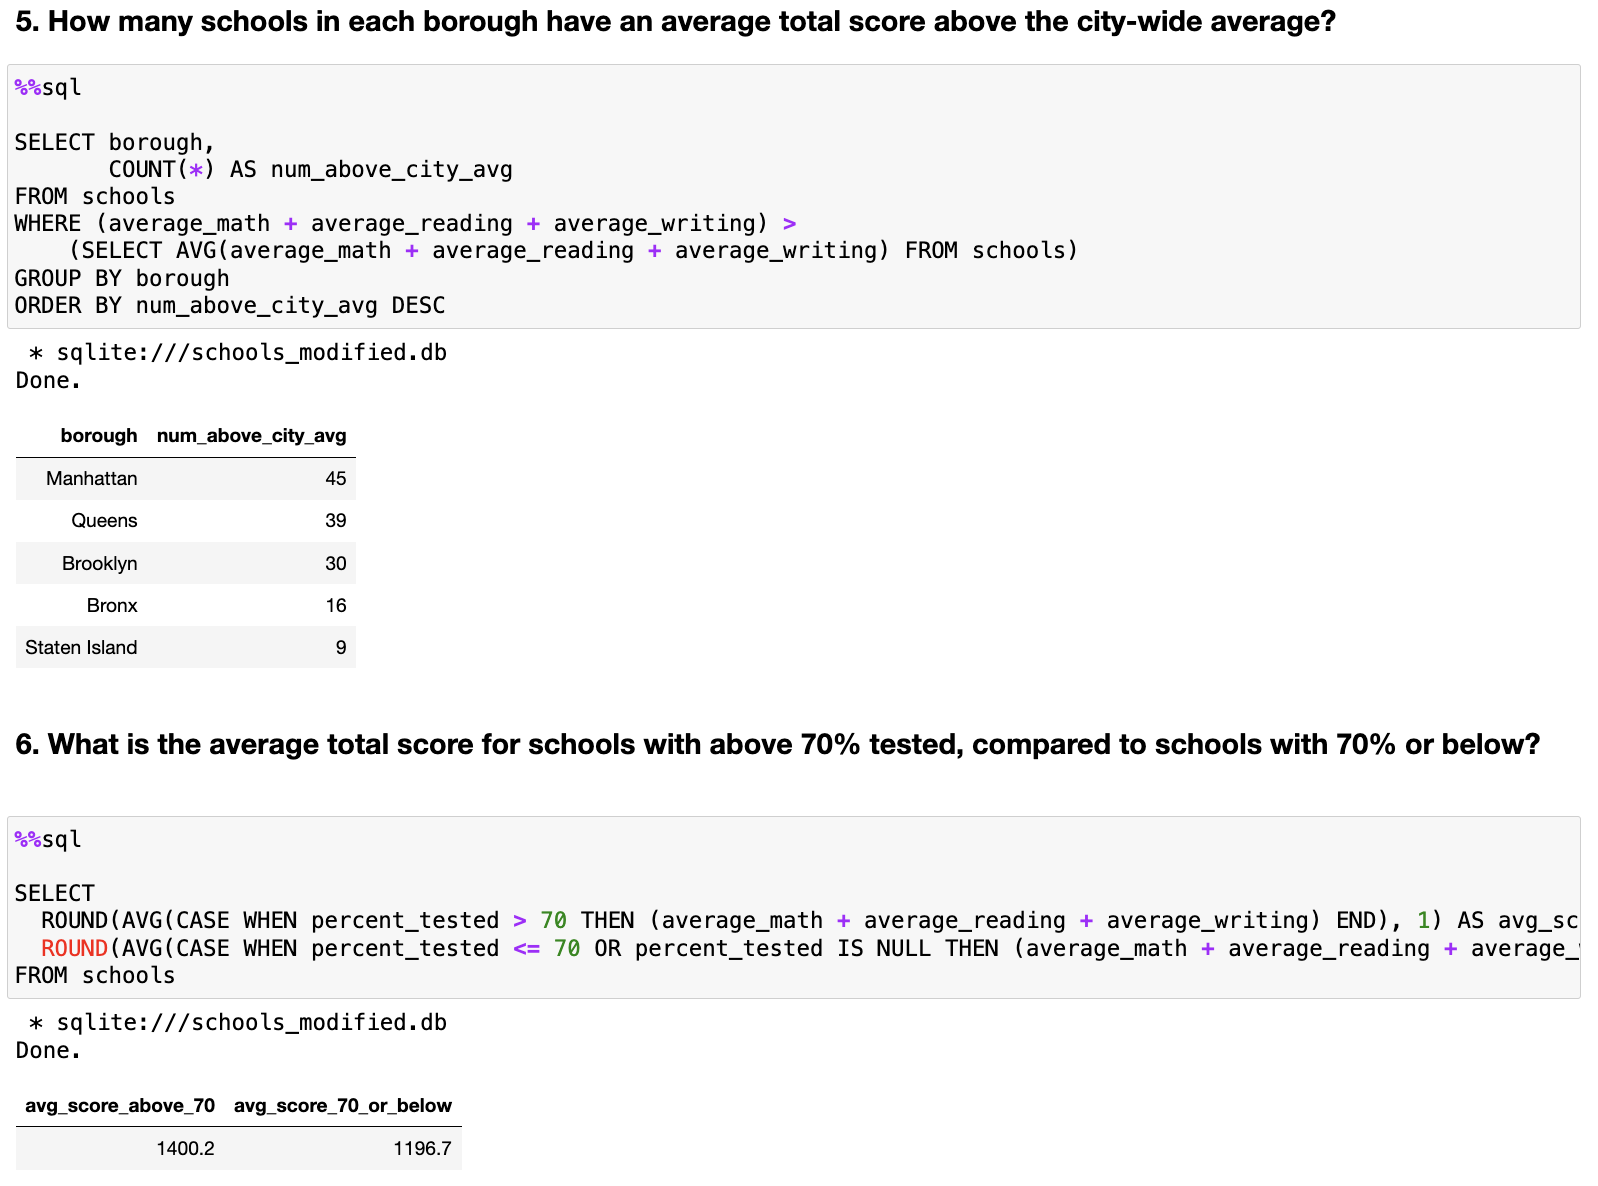 5. How many schools in each borough have an average total score above the city-wide average?
%%sql
SELECT borough,
COUNT(*) AS num_above_city_avg
FROM schools
WHERE (average_math + average_reading + average_writing) >
(SELECT AVG(average_math + average_reading + average_writing) FROM schools)
GROUP BY borough
ORDER BY num_above_city_avg DESC
* sqlite:///schools_modified.db
Done.
borough num_above_city_avg
Manhattan 45
Queens 39
Brooklyn 30
Bronx 16
Staten Island 9
6. What is the average total score for schools with above 70% tested, compared to schools with 70% or below?
%%sql
SELECT
ROUND(AVG(CASE WHEN percent_tested > 70 THEN (average_math + average_reading + average_writing) END), 1) AS avg_sc
ROUND(AVG(CASE WHEN percent_tested <= 70 OR percent_tested IS NULL THEN (average_math + average_reading + average_
FROM schools
* sqlite:///schools_modified.db
Done.
avg_score_above_70 avg_score_70_or_below
1400.2 1196.7